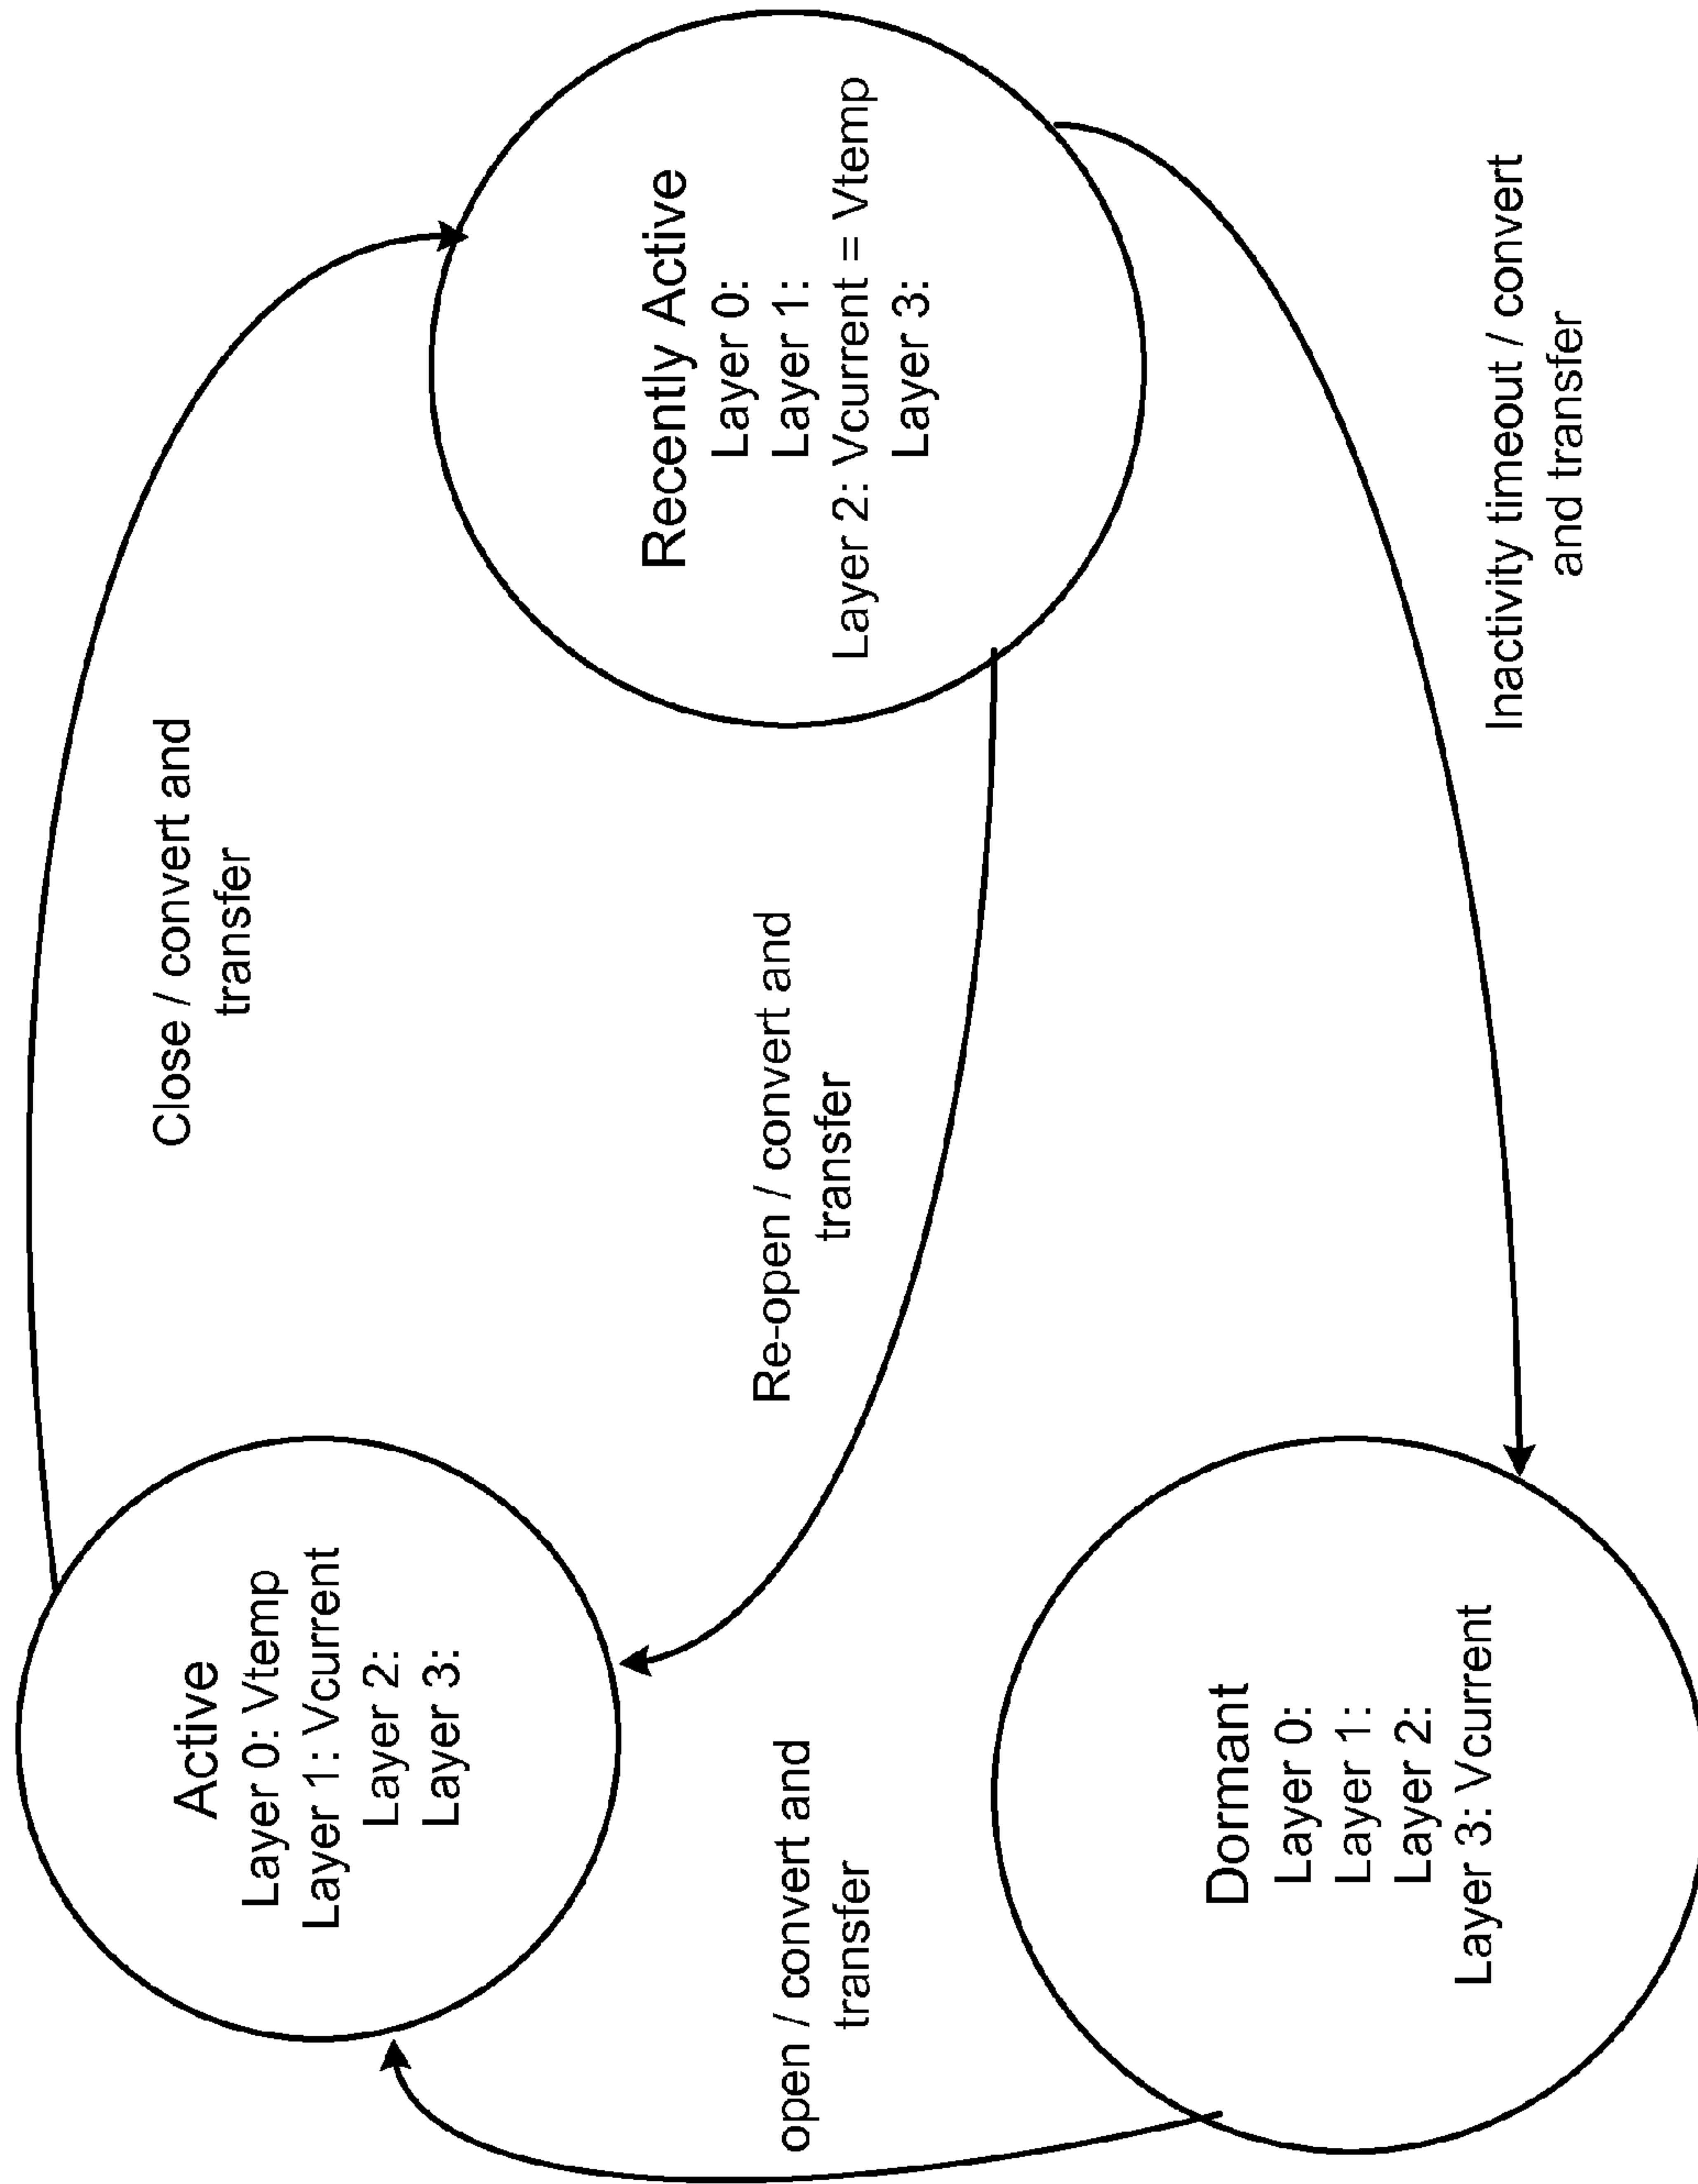 Active
Layer 0: Vtemp
Layer 1: Vcurrent
Layer 2:
Layer 3:
Close / convert and
transfer
Recently Active
Layer 0:
Layer 1:
Layer 2: Vcurrent = Vtemp
Layer 3:
Re-open / convert and
transfer
open / convert and
transfer
Dormant
Layer 0:
Layer 1:
Layer 2:
Layer 3: Vcurrent
Inactivity timeout / convert
and transfer